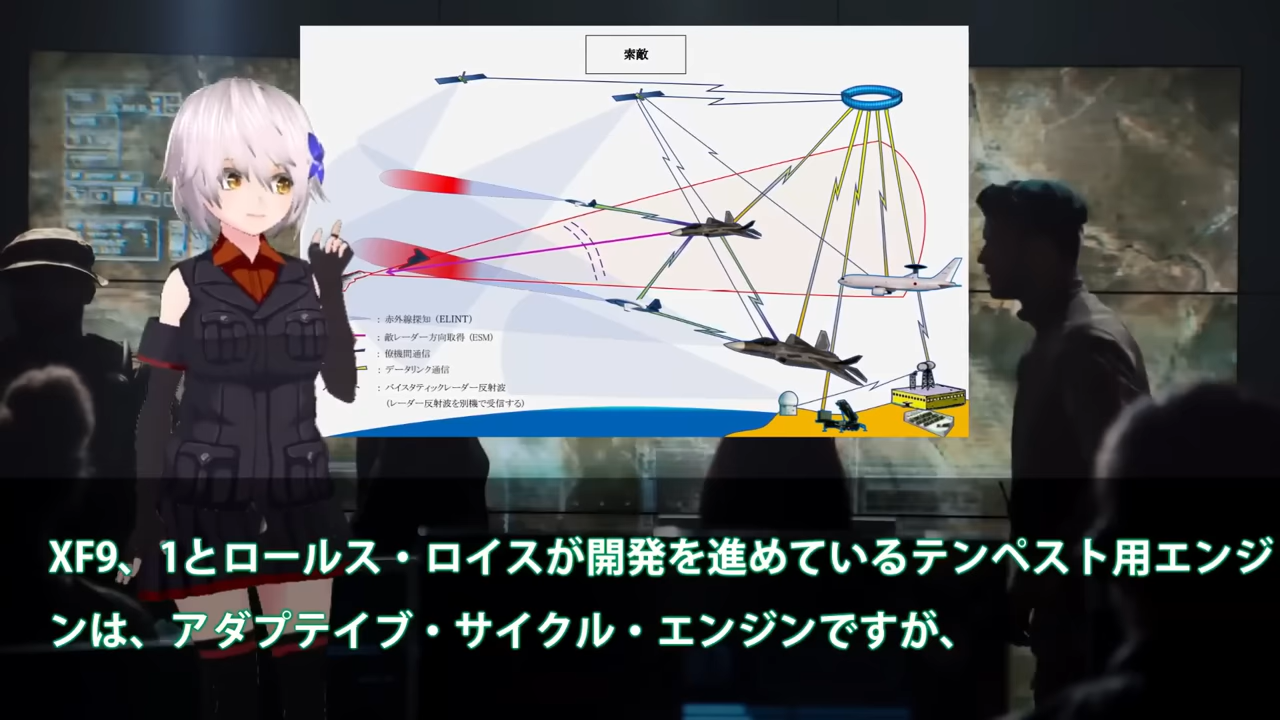 索敵
： 赤外線探知（ELINT）
： 敵レーダー方向取得（ESM）
： 僚機間通信
： データリンク通信
： バイスタティックレーダー反射波
（レーダー反射波を別機で受信する）
XF9、1とロールス・ロイスが開発を進めているテンペスト用エンジ
ンは、アダプティブ・サイクル・エンジンですが、